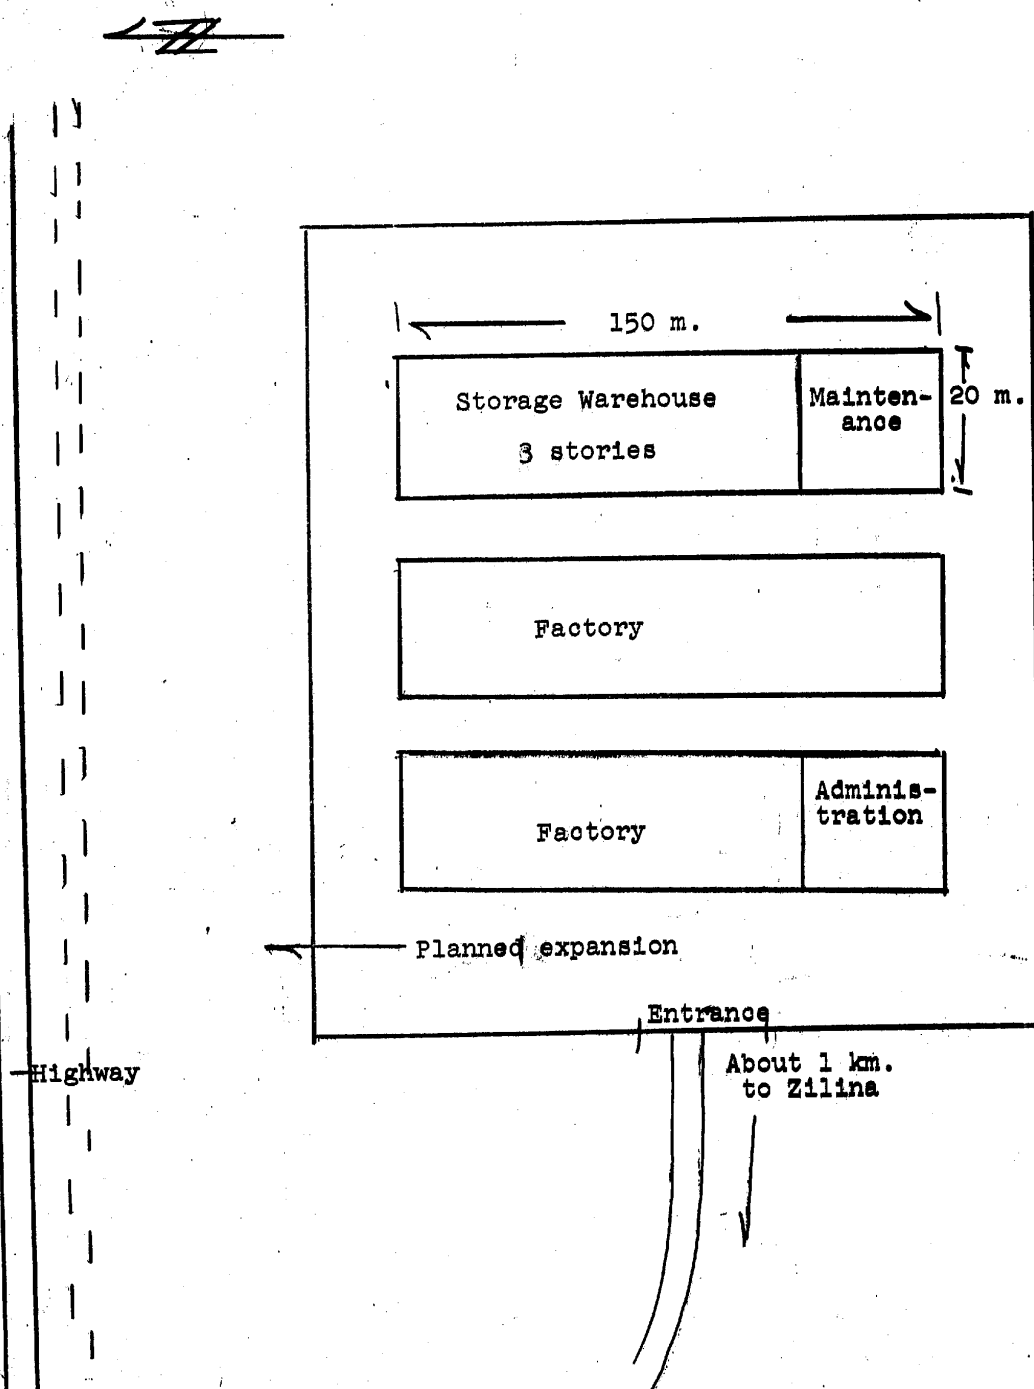 N
150 m.
Storage Warehouse
3 stories
Mainten-
ance
20 m.
Factory
Factory
Adminis-
tration
Planned expansion
Entrance
Highway
About 1 km.
to Zilina